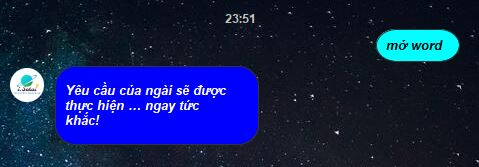 23:51
mở word
Yêu cầu của ngài sẽ được
thực hiện ... ngay tức
khắc!